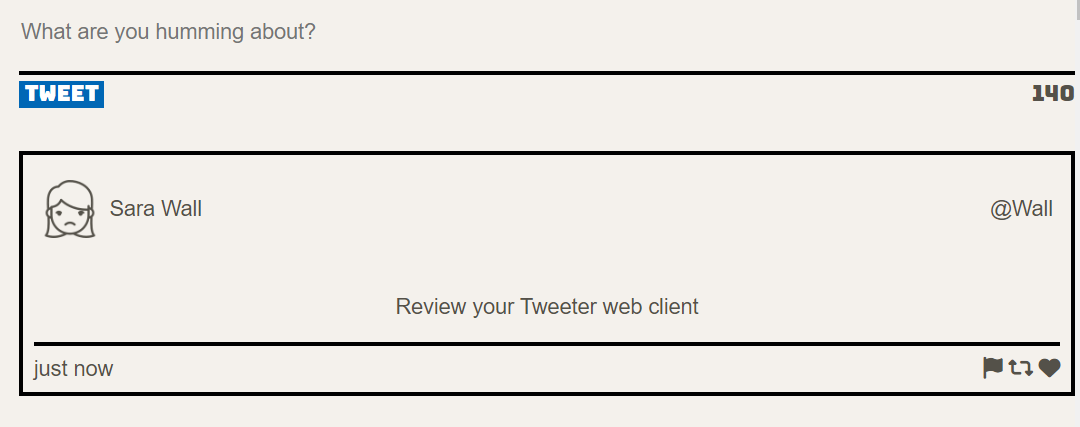 What are you humming about?
TWEET 140
Sara Wall @Wall
Review your Tweeter web client
just now